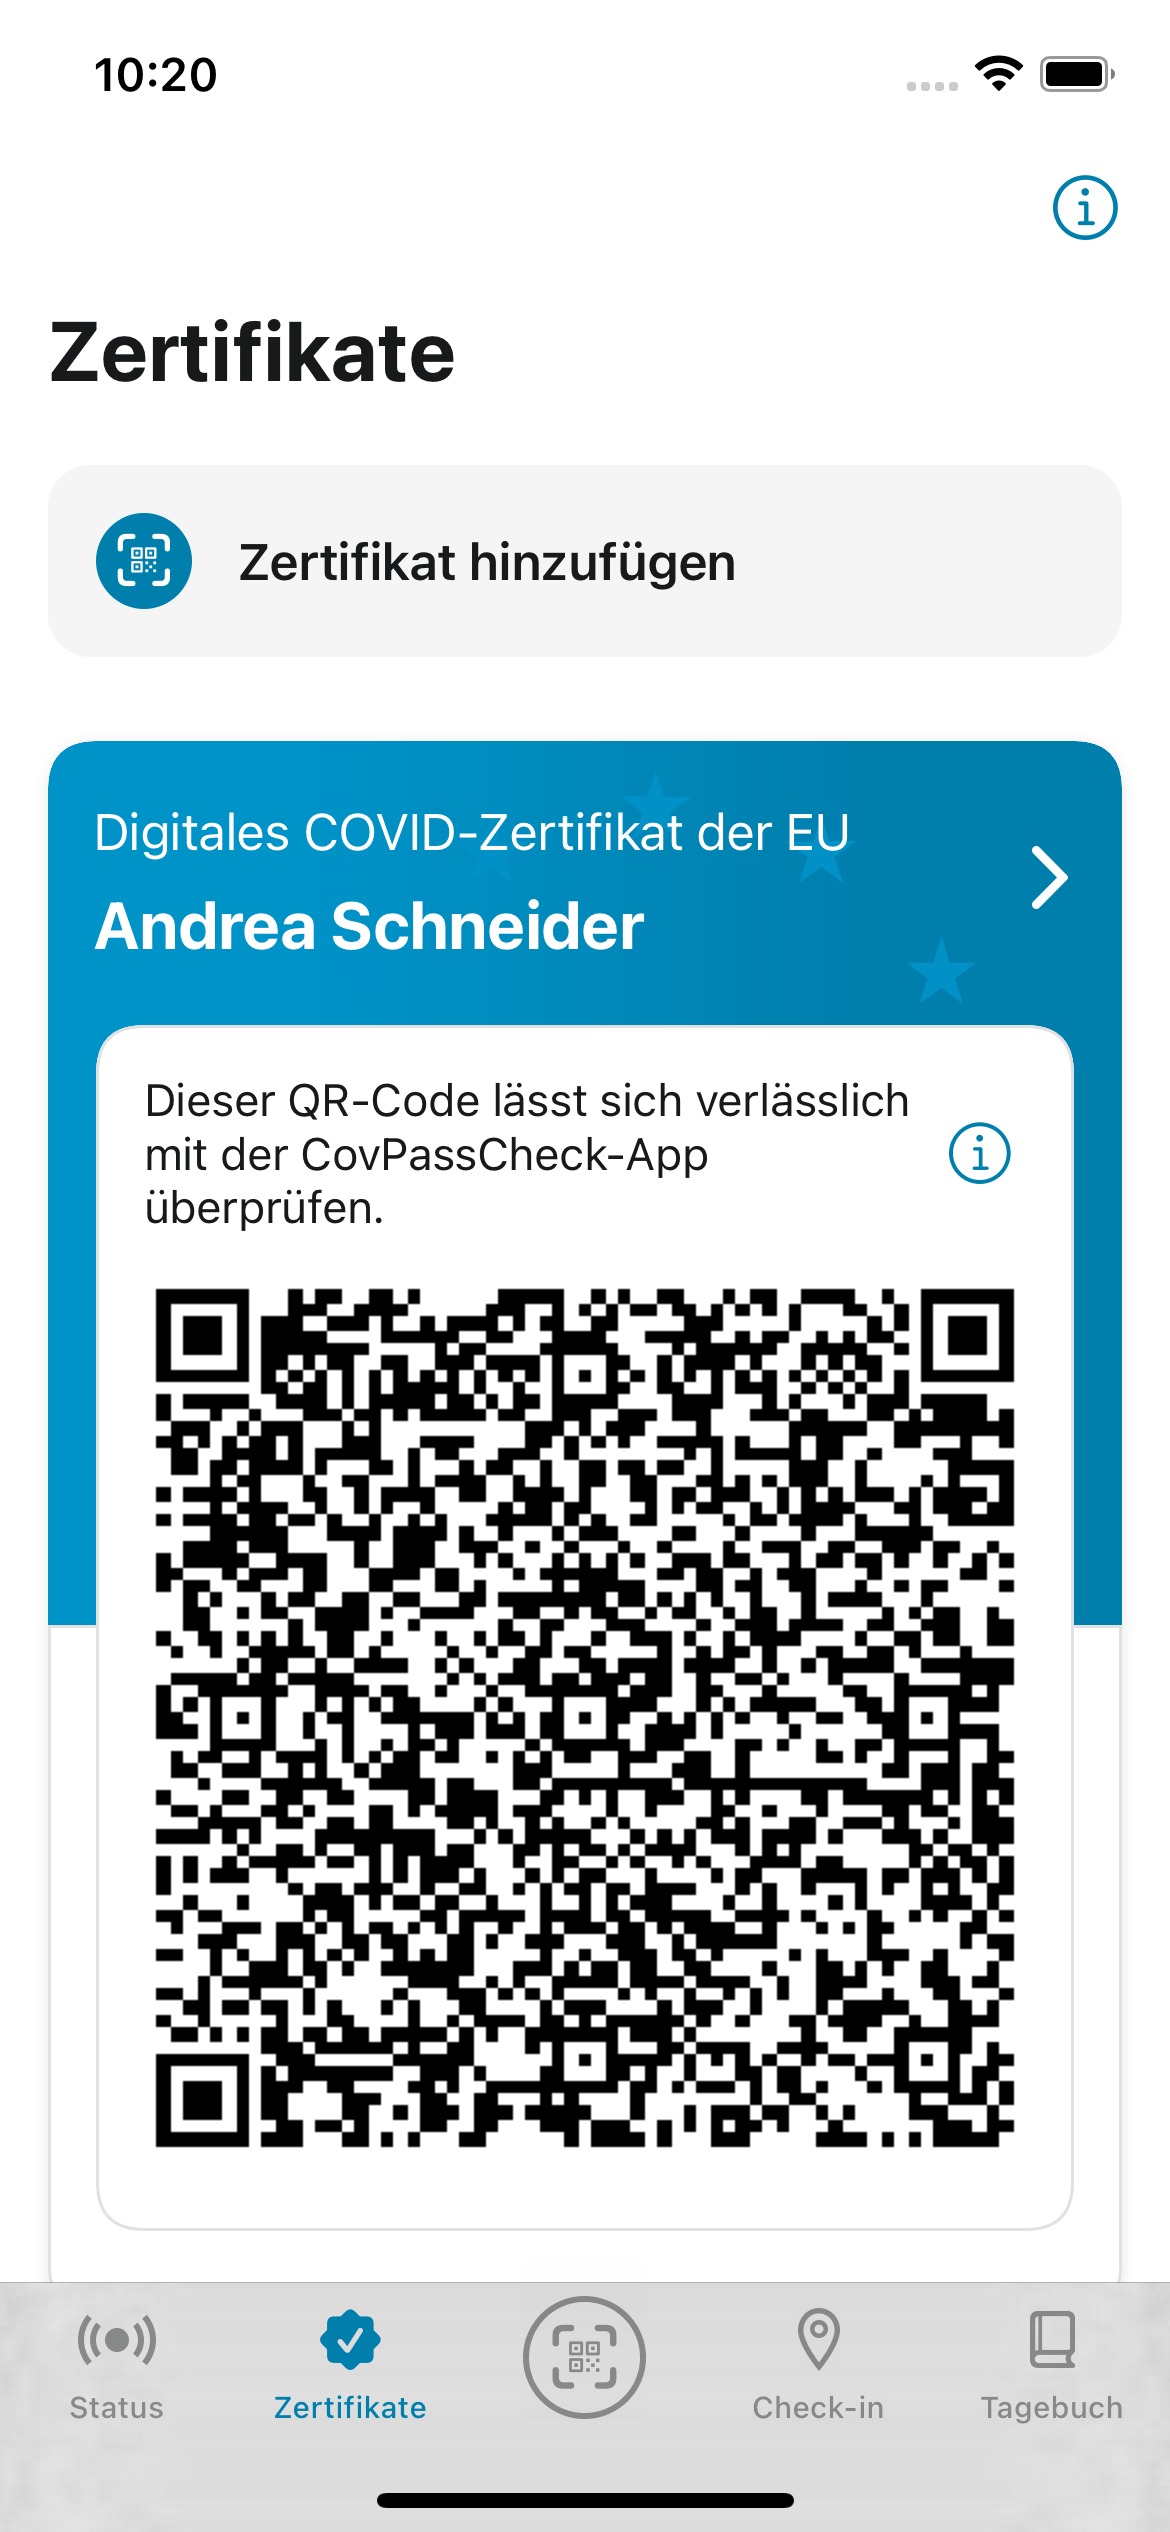 10:20
Zertifikate
Zertifikat hinzufügen
Digitales COVID-Zertifikat der EU
Andrea Schneider
Dieser QR-Code lässt sich verlässlich
mit der CovPassCheck-App
überprüfen.
Status
Zertifikate
Check-in
Tagebuch